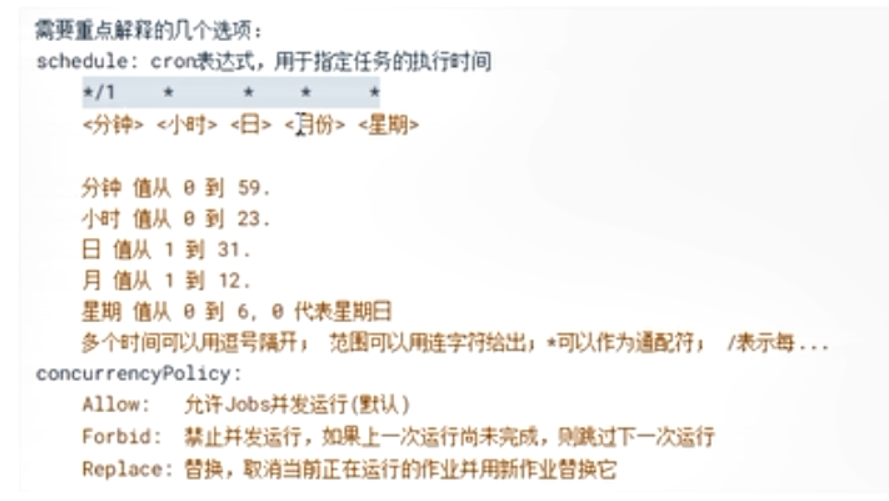 需要重点解释的几个选项：
schedule: cron表达式，用于指定任务的执行时间
*/1 * * * *
<分钟> <小时> <日> <月份> <星期>
分钟 值从 0 到 59.
小时 值从 0 到 23.
日 值从 1 到 31.
月 值从 1 到 12.
星期 值从 0 到 6, 0 代表星期日
多个时间可以用逗号隔开； 范围可以用连字符给出；*可以作为通配符； /表示每...
concurrencyPolicy:
Allow: 允许Jobs并发运行(默认)
Forbid: 禁止并发运行，如果上一次运行尚未完成，则跳过下一次运行
Replace: 替换，取消当前正在运行的作业并用新作业替换它